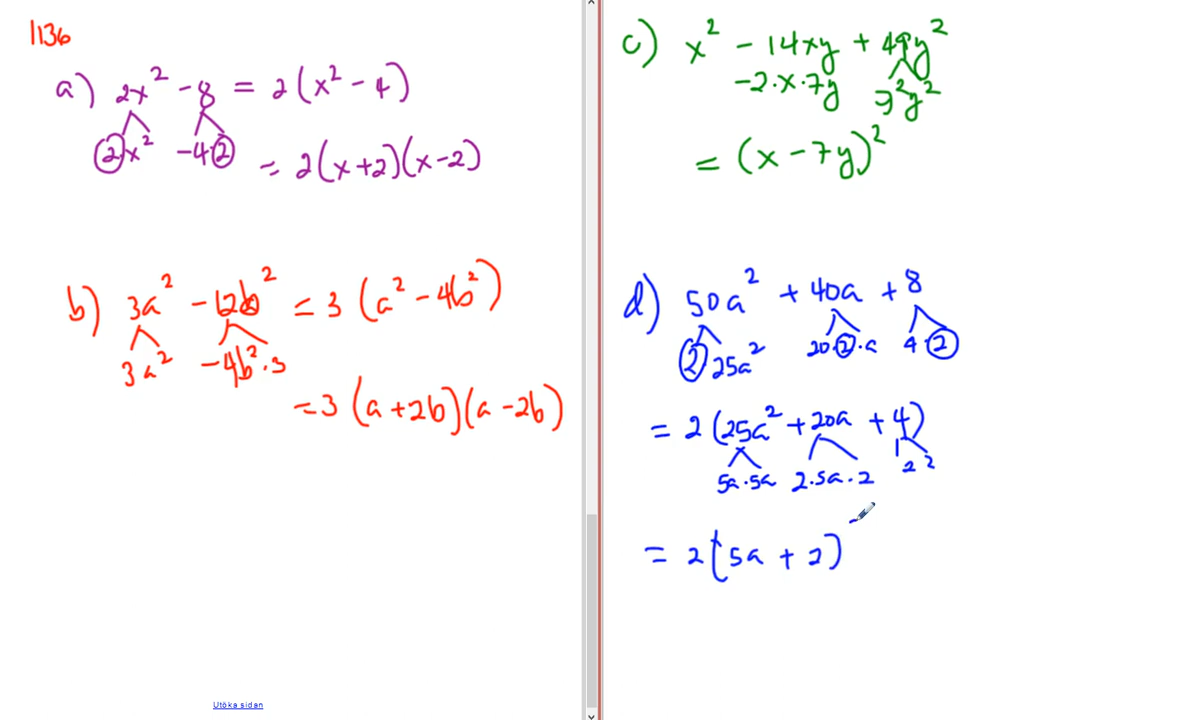 1136
a) 2x² - 8 = 2(x² - 4)
2x² -4·2
= 2(x+2)(x-2)
b) 3a² - 12b² = 3(a² - 4b²)
3a² -4b²·3
= 3(a+2b)(a-2b)
Utöka sidan
c) x² - 14xy + 49y²
-2·x·7y 7²y²
= (x - 7y)²
d) 50a² + 40a + 8
2 25a² 20·2·a 4·2
= 2(25a² + 20a + 4)
5a·5a 2·5a·2 2²
= 2(5a + 2)